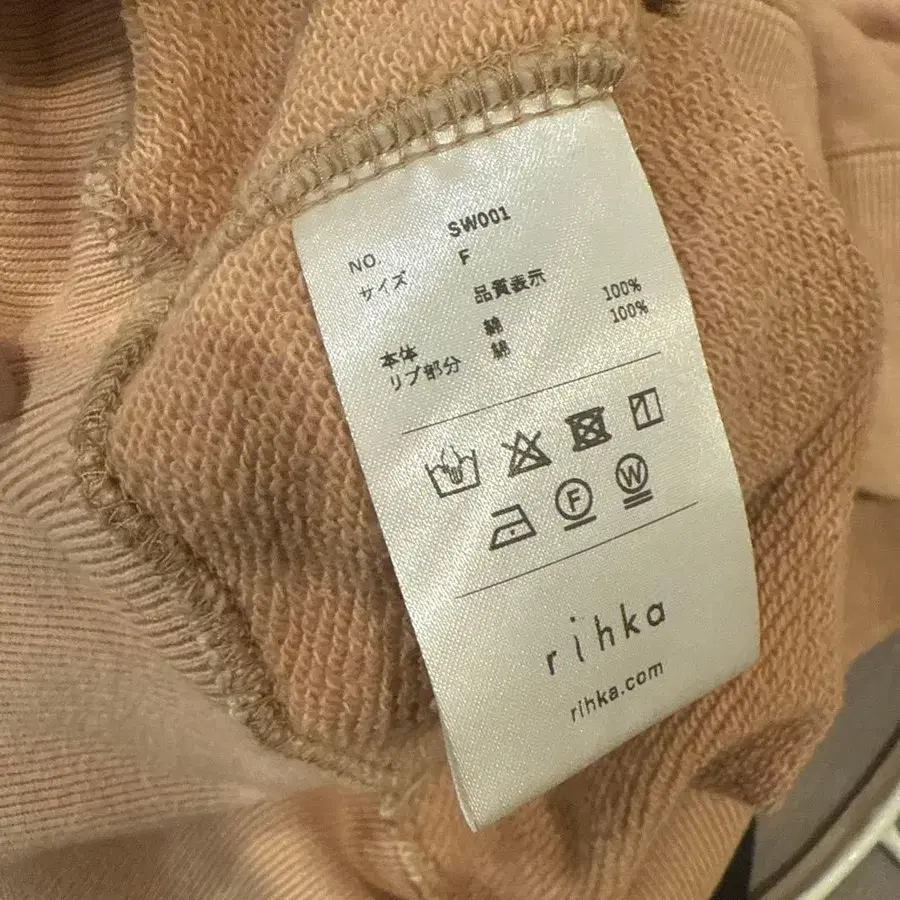 NO. SW001
サイズ F
品質表示
本体 綿 100%
リブ部分 綿 100%
F W
rihka
rihka.com